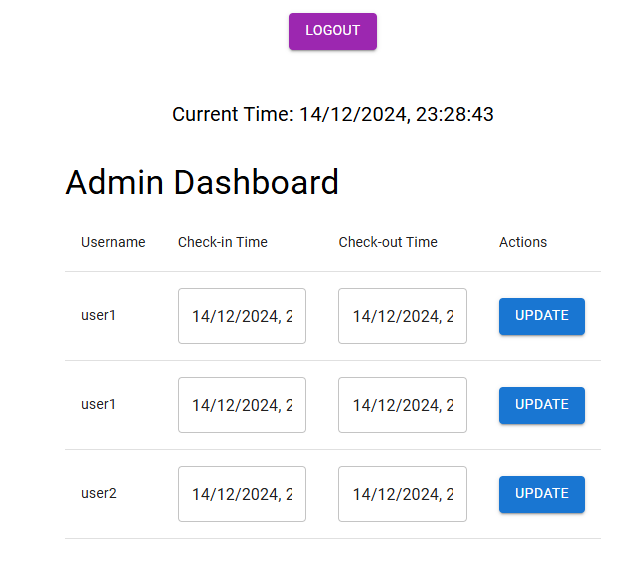 LOGOUT
Current Time: 14/12/2024, 23:28:43
Admin Dashboard
Username Check-in Time Check-out Time Actions
user1 14/12/2024, 2 14/12/2024, 2 UPDATE
user1 14/12/2024, 2 14/12/2024, 2 UPDATE
user2 14/12/2024, 2 14/12/2024, 2 UPDATE